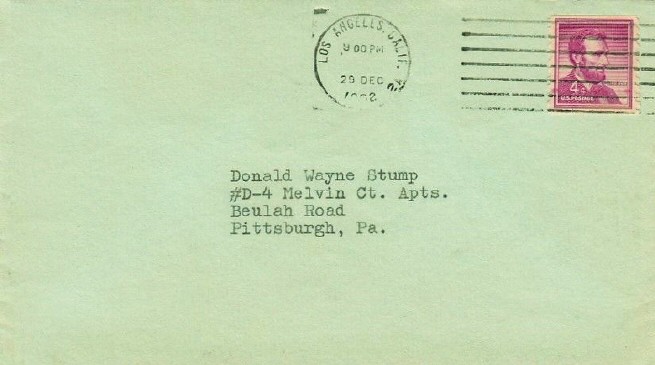 LOS ANGELES, CALIF.
9 00 PM
29 DEC
1962
4¢
U.S. POSTAGE
Donald Wayne Stump
#D-4 Melvin Ct. Apts.
Beulah Road
Pittsburgh, Pa.